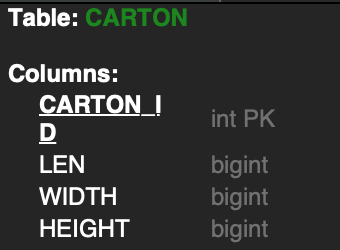 Table: CARTON
Columns:
CARTON_I
D int PK
LEN bigint
WIDTH bigint
HEIGHT bigint